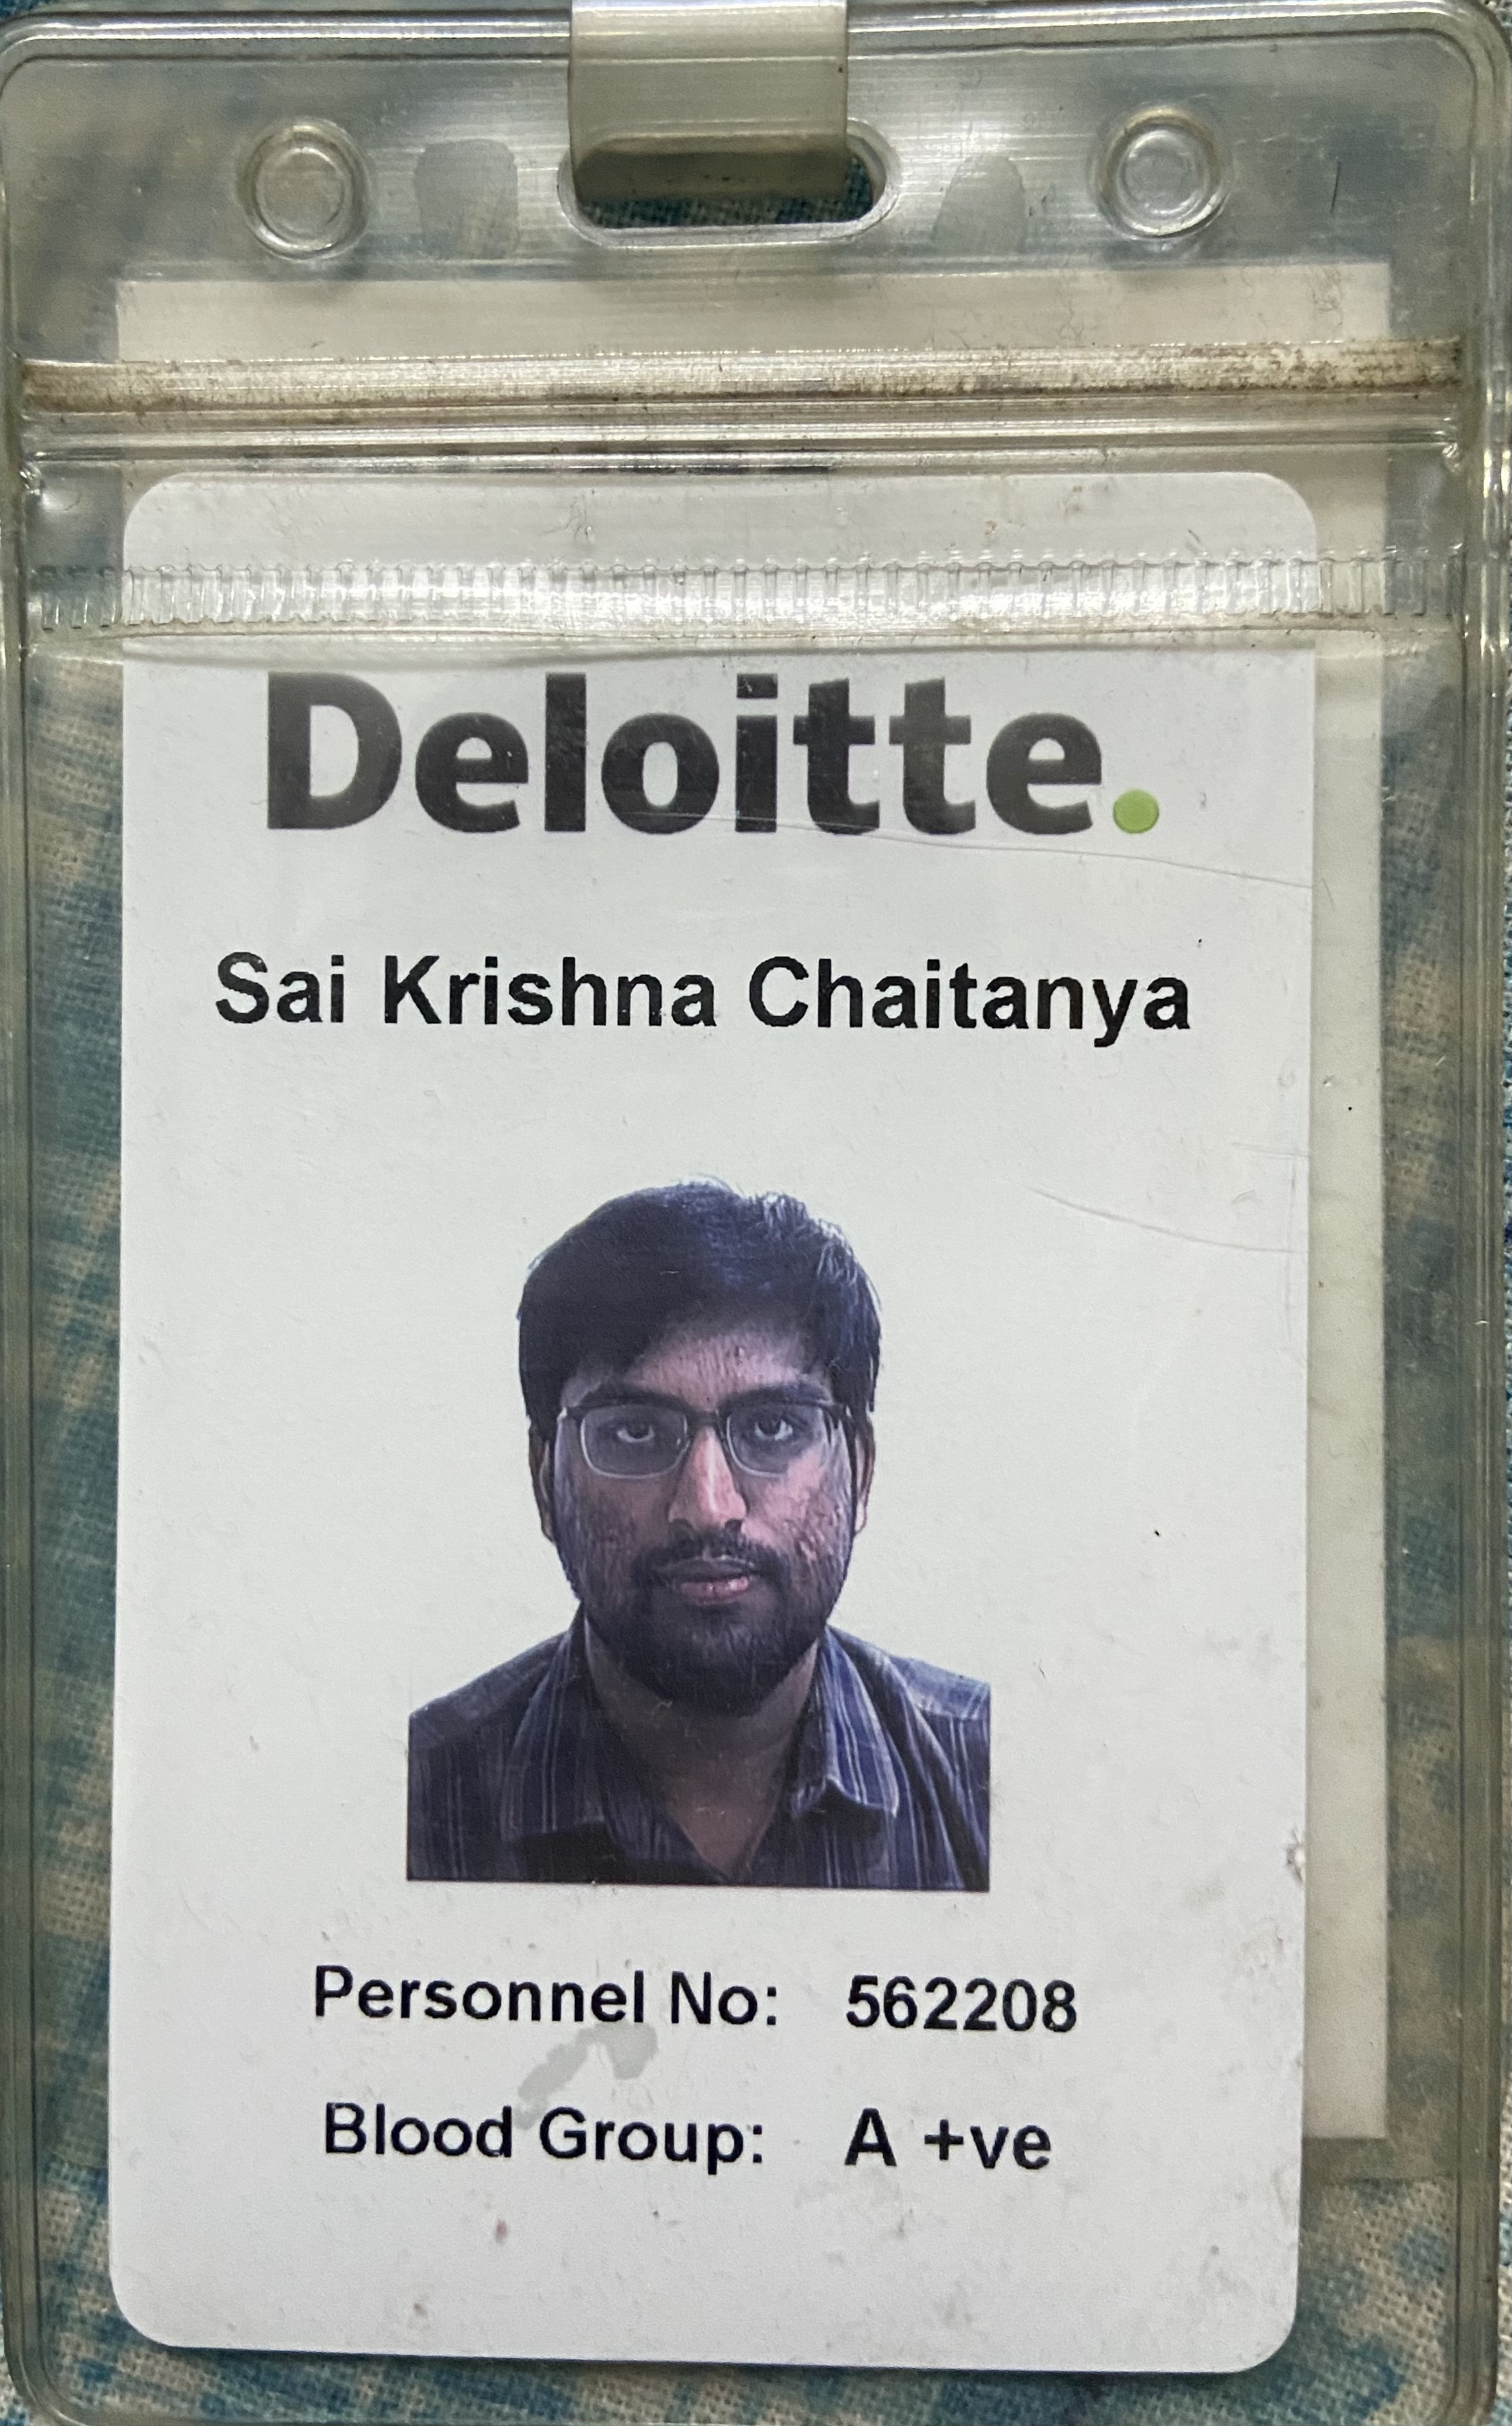 Deloitte.
Sai Krishna Chaitanya
Personnel No: 562208
Blood Group: A +ve